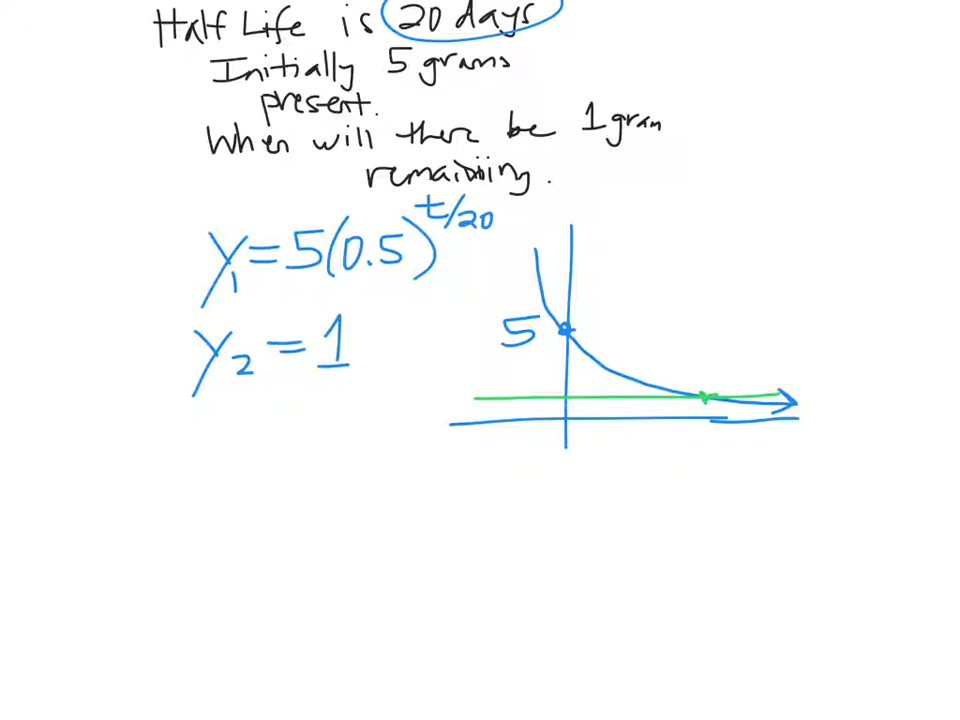 Half Life is 20 days
Initially 5 grams
present.
When will there be 1 gram
remaining.
y₁ = 5(0.5)^(t/20)
y₂ = 1
5